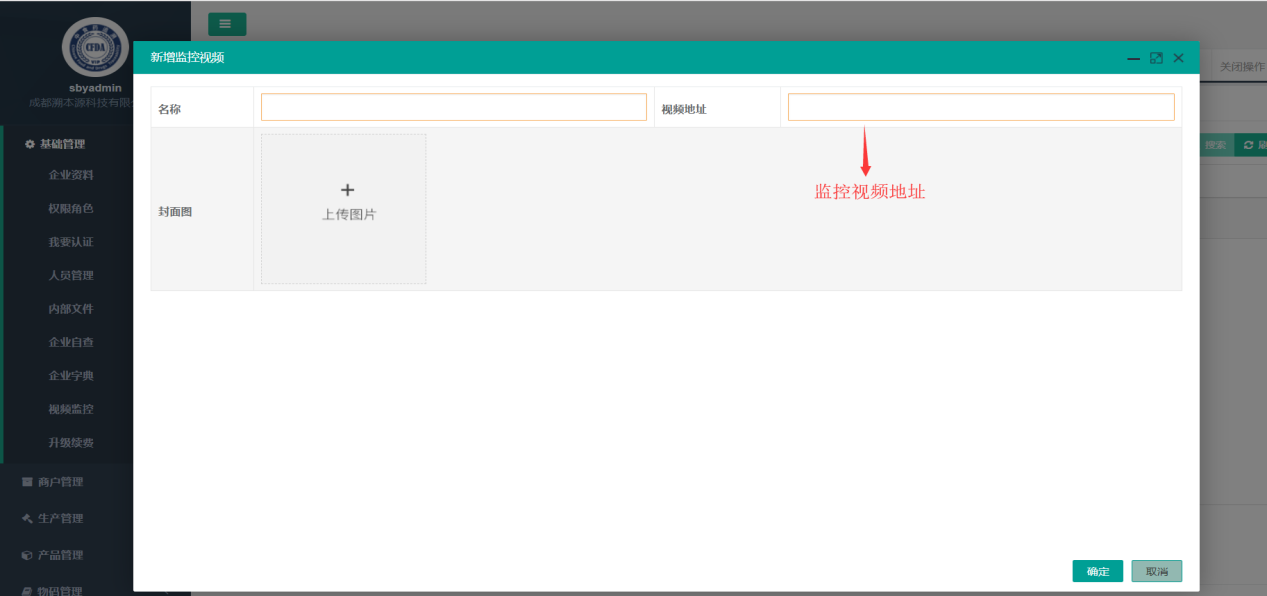 CFDA
sbyadmin
成都溯本源科技有限
基础管理
企业资料
权限角色
我要认证
人员管理
内部文件
企业自查
企业字典
视频监控
升级续费
商户管理
生产管理
产品管理
物码管理
关闭操作
搜索
新增监控视频
名称
视频地址
监控视频地址
封面图
上传图片
确定
取消